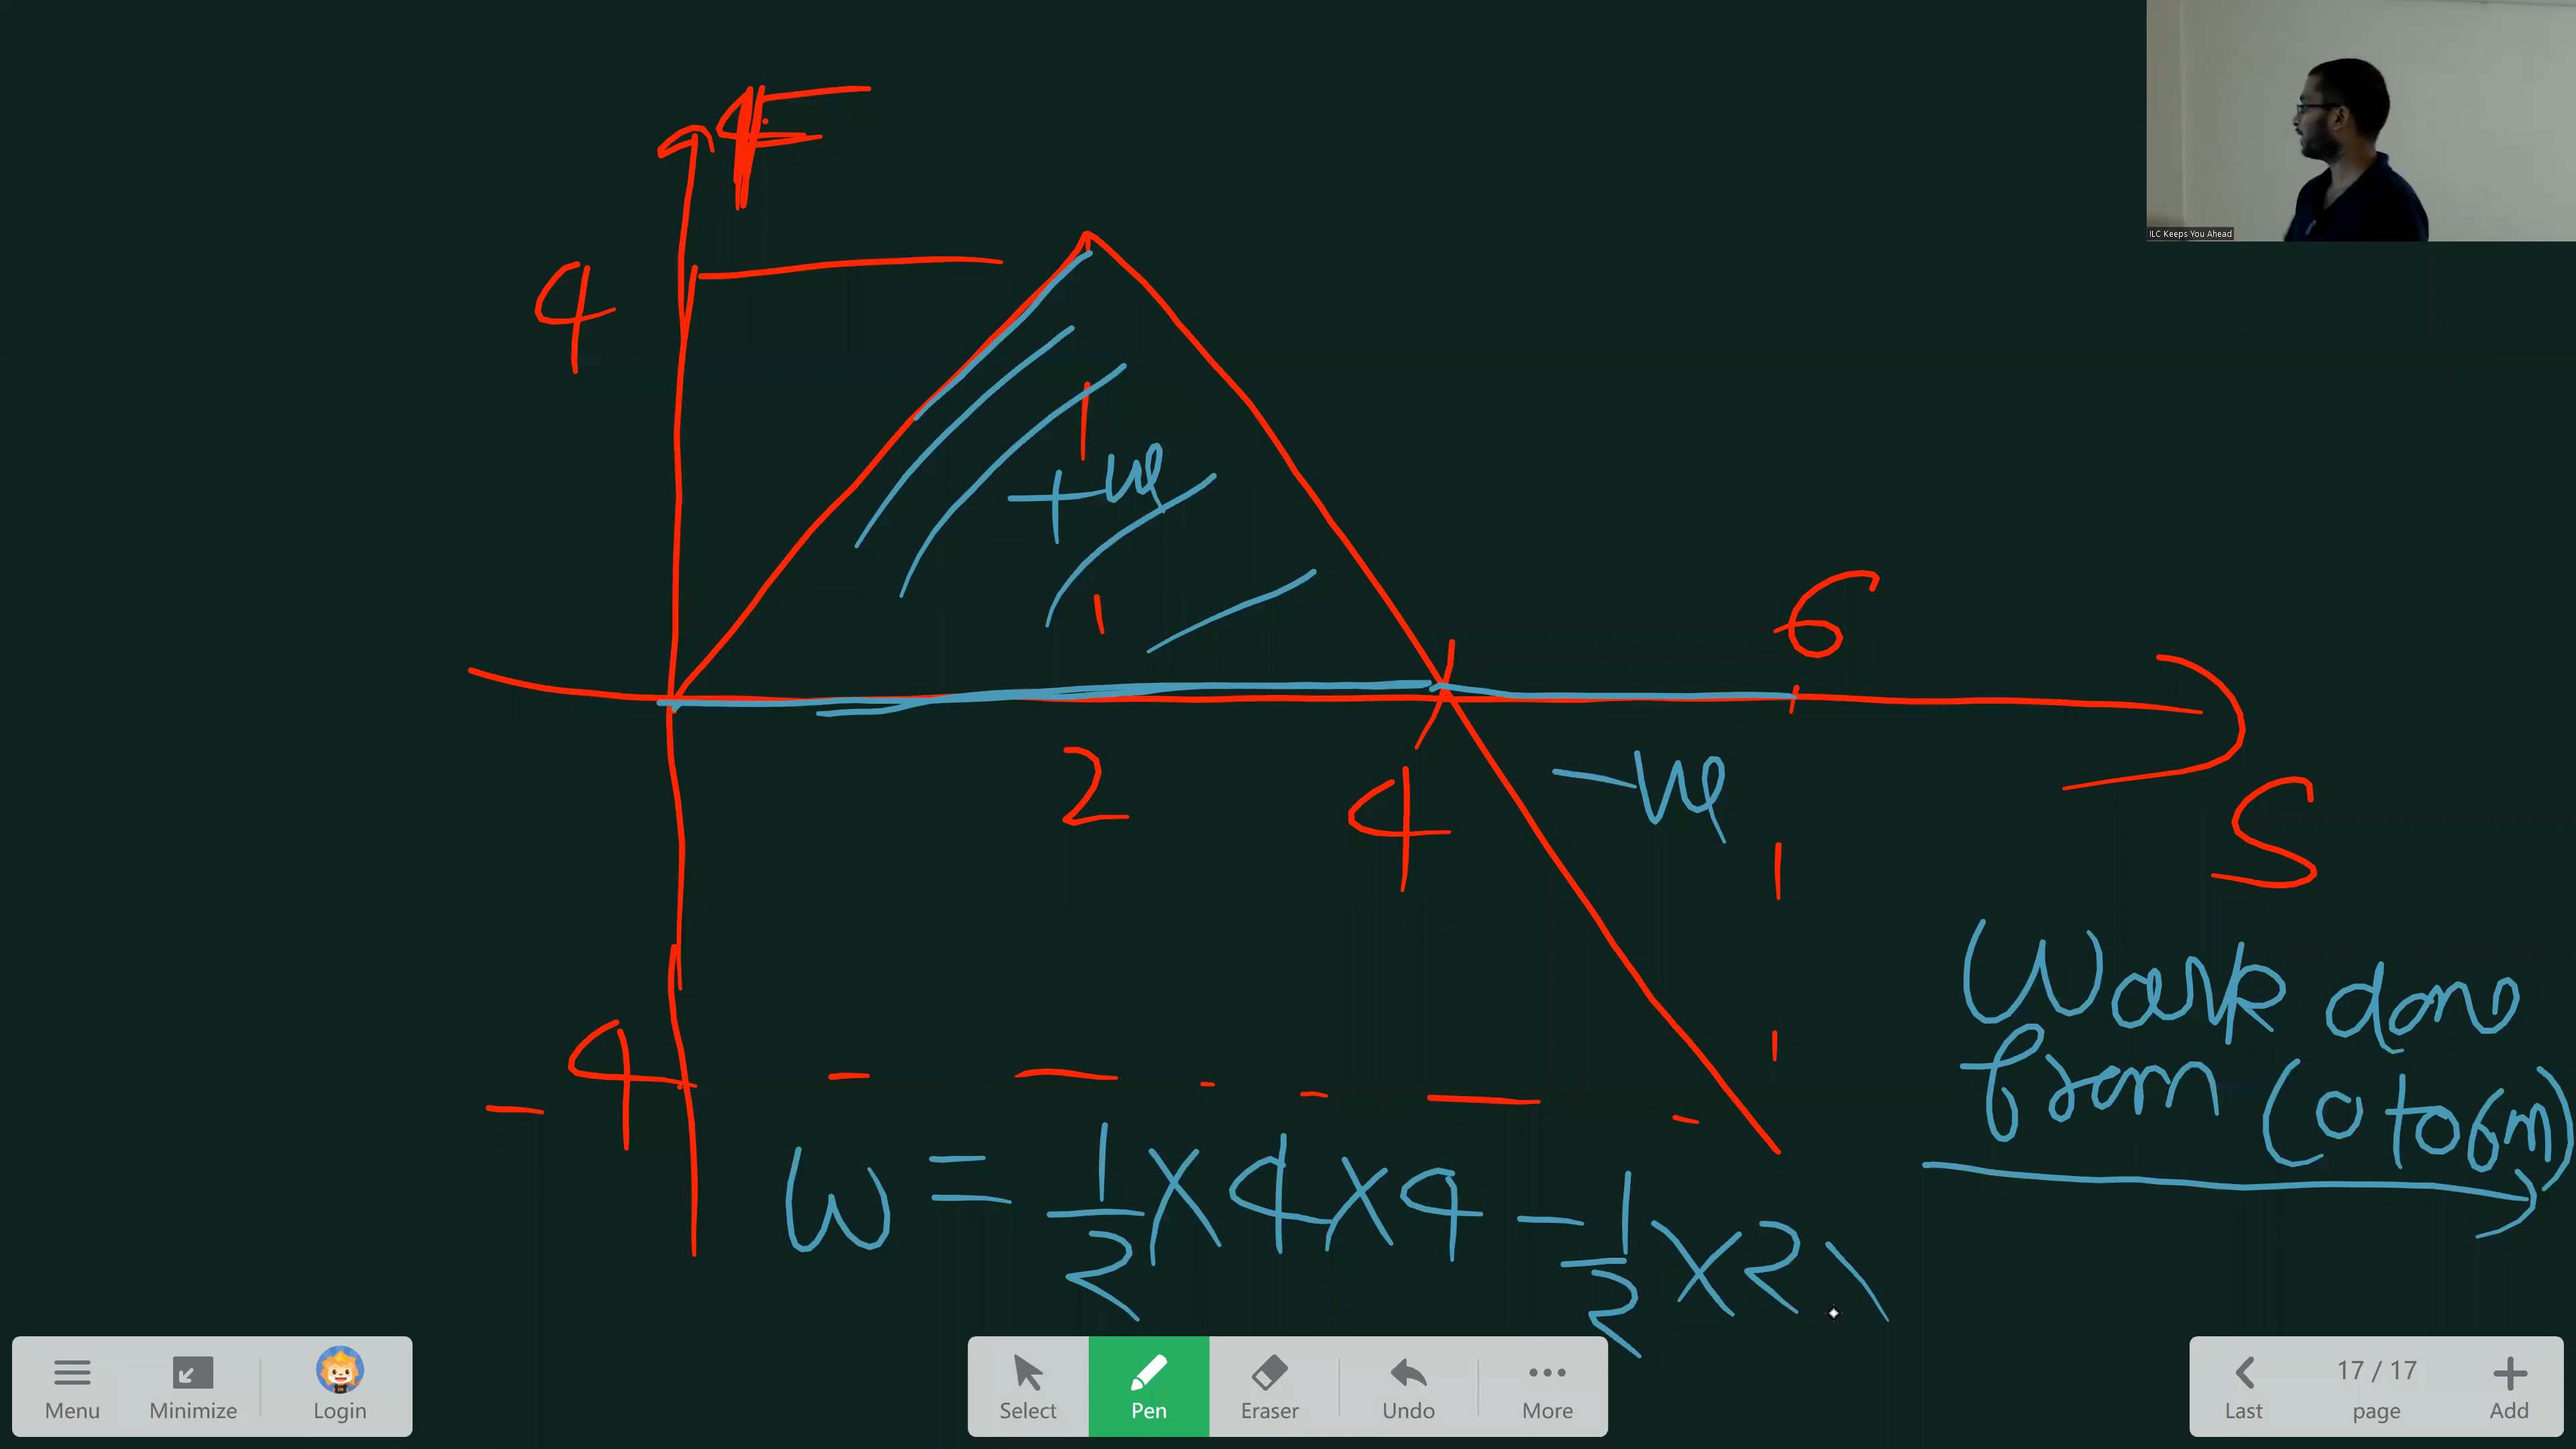 F
ILC Keeps You Ahead
4
+ve
6
2
4
-ve
S
Work done
from (0 to 6m)
-4
W = 1/2 × 4 × 4 - 1/2 × 2
Menu
Minimize
Login
Select
Pen
Eraser
Undo
More
Last
17 / 17
page
Add